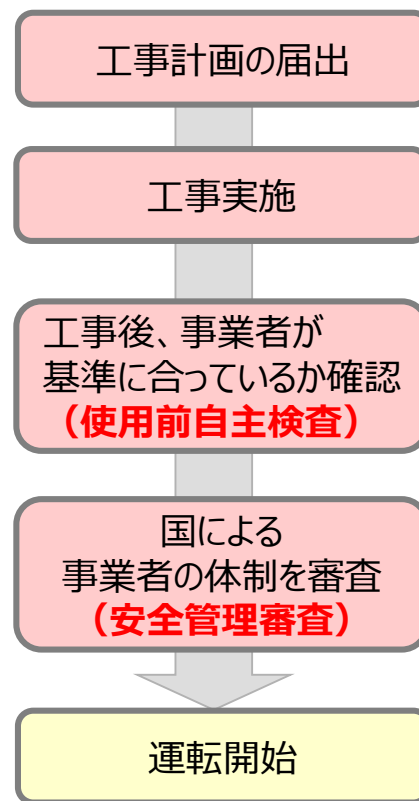 工事計画の届出
工事実施
工事後、事業者が
基準に合っているか確認
（使用前自主検査）
国による
事業者の体制を審査
（安全管理審査）
運転開始